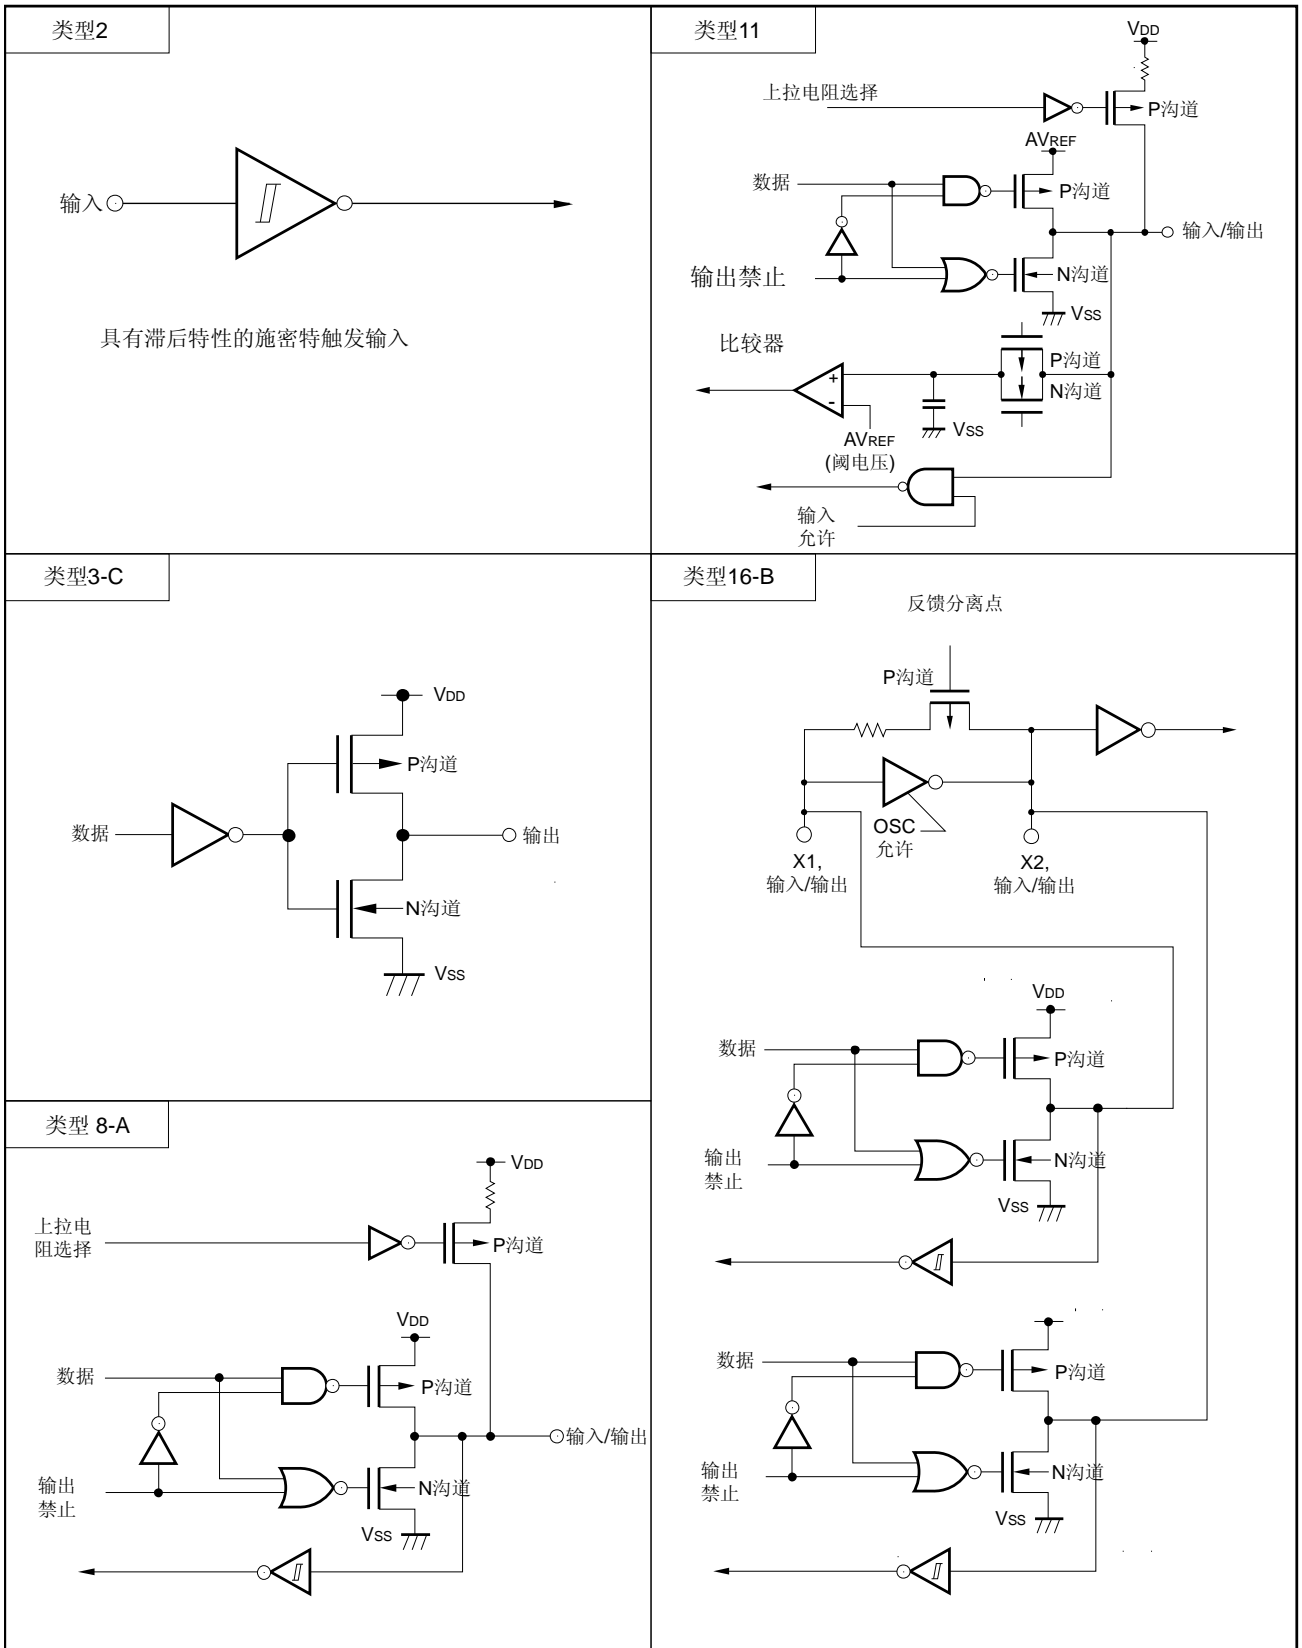 类型2
输入
具有滞后特性的施密特触发输入
类型11
VDD
上拉电阻选择
P沟道
AVREF
数据
P沟道
输入/输出
输出禁止
N沟道
VSS
比较器
P沟道
N沟道
+
-
VSS
AVREF
(阈电压)
输入
允许
类型3-C
VDD
P沟道
数据
输出
N沟道
VSS
类型16-B
反馈分离点
P沟道
OSC
允许
X1,
输入/输出
X2,
输入/输出
VDD
数据
P沟道
输出
禁止
N沟道
VSS
数据
P沟道
输出
禁止
N沟道
VSS
类型 8-A
VDD
上拉电
阻选择
P沟道
VDD
数据
P沟道
输入/输出
输出
禁止
N沟道
VSS